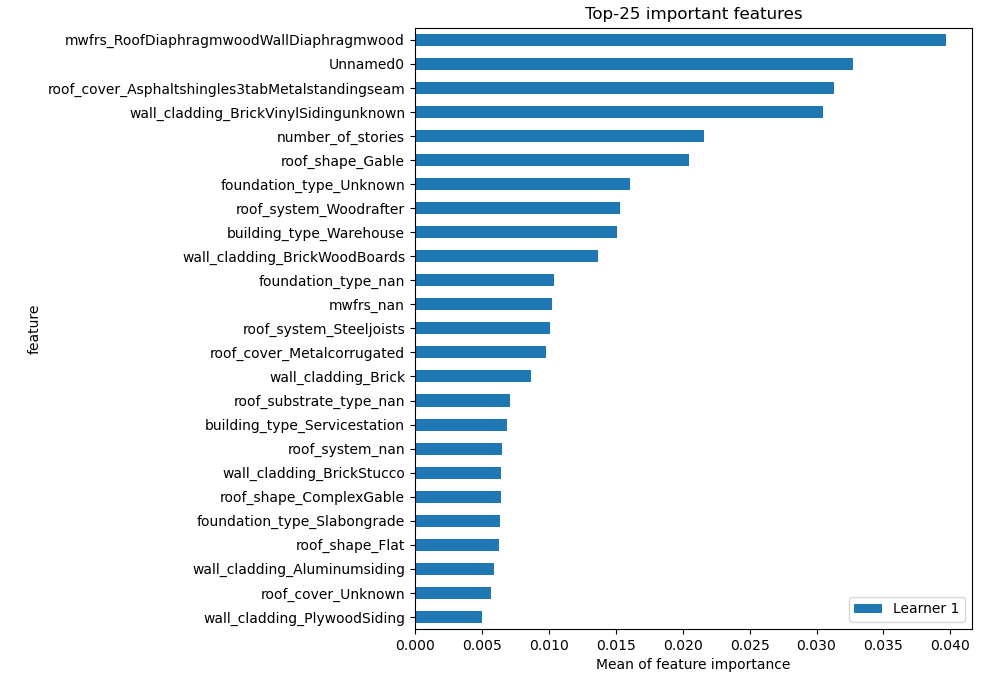 Top-25 important features
mwfrs_RoofDiaphragmwoodWallDiaphragmwood
Unnamed0
roof_cover_Asphaltshingles3tabMetalstandingseam
wall_cladding_BrickVinylSidingunknown
number_of_stories
roof_shape_Gable
foundation_type_Unknown
roof_system_Woodrafter
building_type_Warehouse
wall_cladding_BrickWoodBoards
foundation_type_nan
mwfrs_nan
roof_system_Steeljoists
roof_cover_Metalcorrugated
wall_cladding_Brick
roof_substrate_type_nan
building_type_Servicestation
roof_system_nan
wall_cladding_BrickStucco
roof_shape_ComplexGable
foundation_type_Slabongrade
roof_shape_Flat
wall_cladding_Aluminumsiding
roof_cover_Unknown
wall_cladding_PlywoodSiding
feature
Learner 1
0.000 0.005 0.010 0.015 0.020 0.025 0.030 0.035 0.040
Mean of feature importance